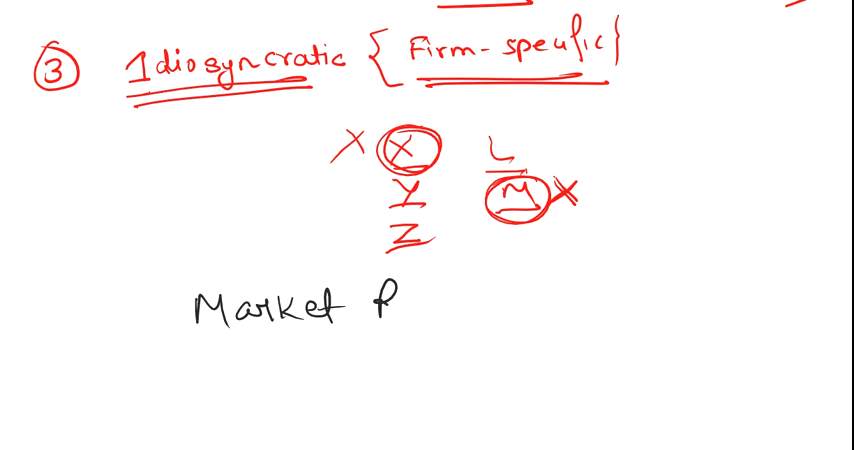 3 Idiosyncratic { Firm-specific }
X X L
Y M X
Z
Market P